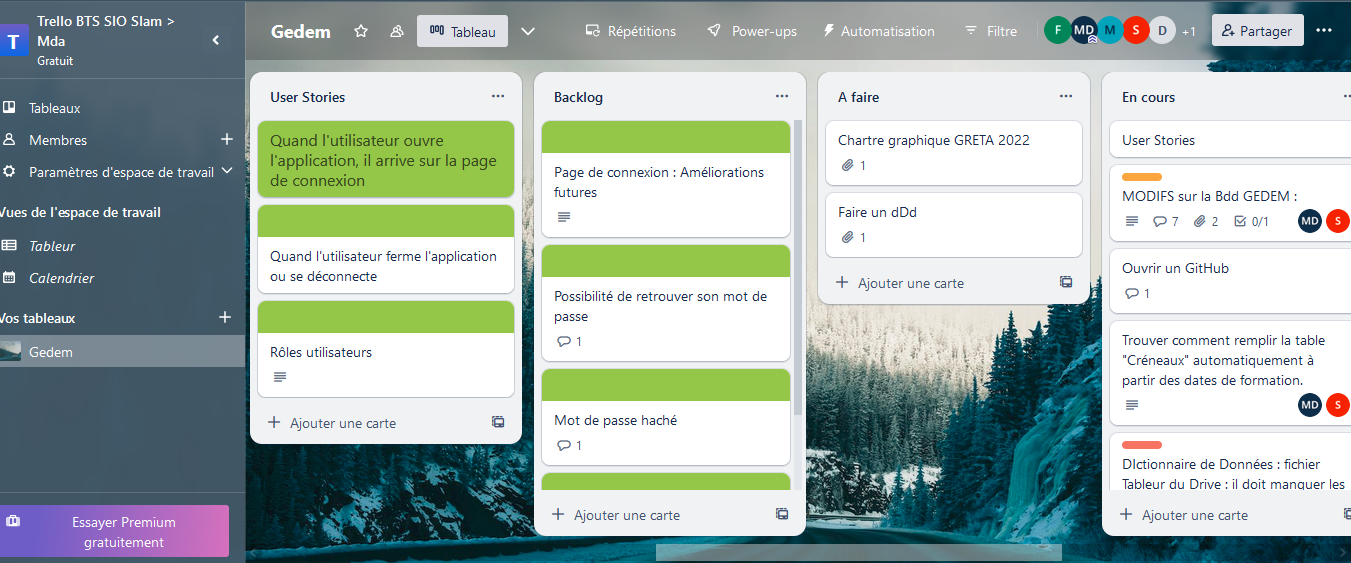 T
Trello BTS SIO Slam >
Mda
Gratuit
Tableaux
Membres
Paramètres d'espace de travail
Vues de l'espace de travail
Tableur
Calendrier
Vos tableaux
Gedem
Essayer Premium
gratuitement
Gedem
Tableau
Répétitions
Power-ups
Automatisation
Filtre
F
MD
M
S
D
+1
Partager
User Stories
Quand l'utilisateur ouvre
l'application, il arrive sur la page
de connexion
Quand l'utilisateur ferme l'application
ou se déconnecte
Rôles utilisateurs
Ajouter une carte
Backlog
Page de connexion : Améliorations
futures
Possibilité de retrouver son mot de
passe
1
Mot de passe haché
1
Ajouter une carte
A faire
Chartre graphique GRETA 2022
1
Faire un dDd
1
Ajouter une carte
En cours
User Stories
MODIFS sur la Bdd GEDEM :
7 2 0/1 MD S
Ouvrir un GitHub
1
Trouver comment remplir la table
"Créneaux" automatiquement à
partir des dates de formation.
MD S
DIctionnaire de Données : fichier
Tableur du Drive : il doit manquer les
Ajouter une carte